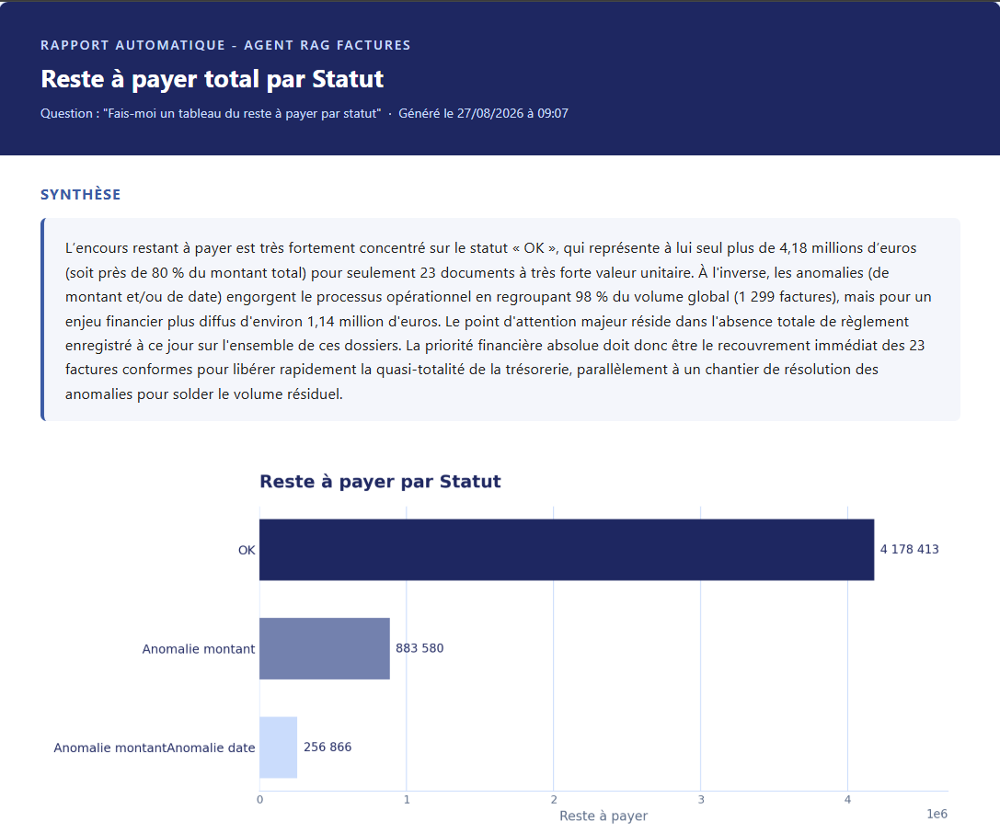 RAPPORT AUTOMATIQUE - AGENT RAG FACTURES
Reste à payer total par Statut
Question : "Fais-moi un tableau du reste à payer par statut" · Généré le 27/08/2026 à 09:07
SYNTHÈSE
L'encours restant à payer est très fortement concentré sur le statut « OK », qui représente à lui seul plus de 4,18 millions d'euros
(soit près de 80 % du montant total) pour seulement 23 documents à très forte valeur unitaire. À l'inverse, les anomalies (de
montant et/ou de date) engorgent le processus opérationnel en regroupant 98 % du volume global (1 299 factures), mais pour un
enjeu financier plus diffus d'environ 1,14 million d'euros. Le point d'attention majeur réside dans l'absence totale de règlement
enregistré à ce jour sur l'ensemble de ces dossiers. La priorité financière absolue doit donc être le recouvrement immédiat des 23
factures conformes pour libérer rapidement la quasi-totalité de la trésorerie, parallèlement à un chantier de résolution des
anomalies pour solder le volume résiduel.
Reste à payer par Statut
OK
4 178 413
Anomalie montant
883 580
Anomalie montantAnomalie date
256 866
0 1 2 3 4
Reste à payer
1e6